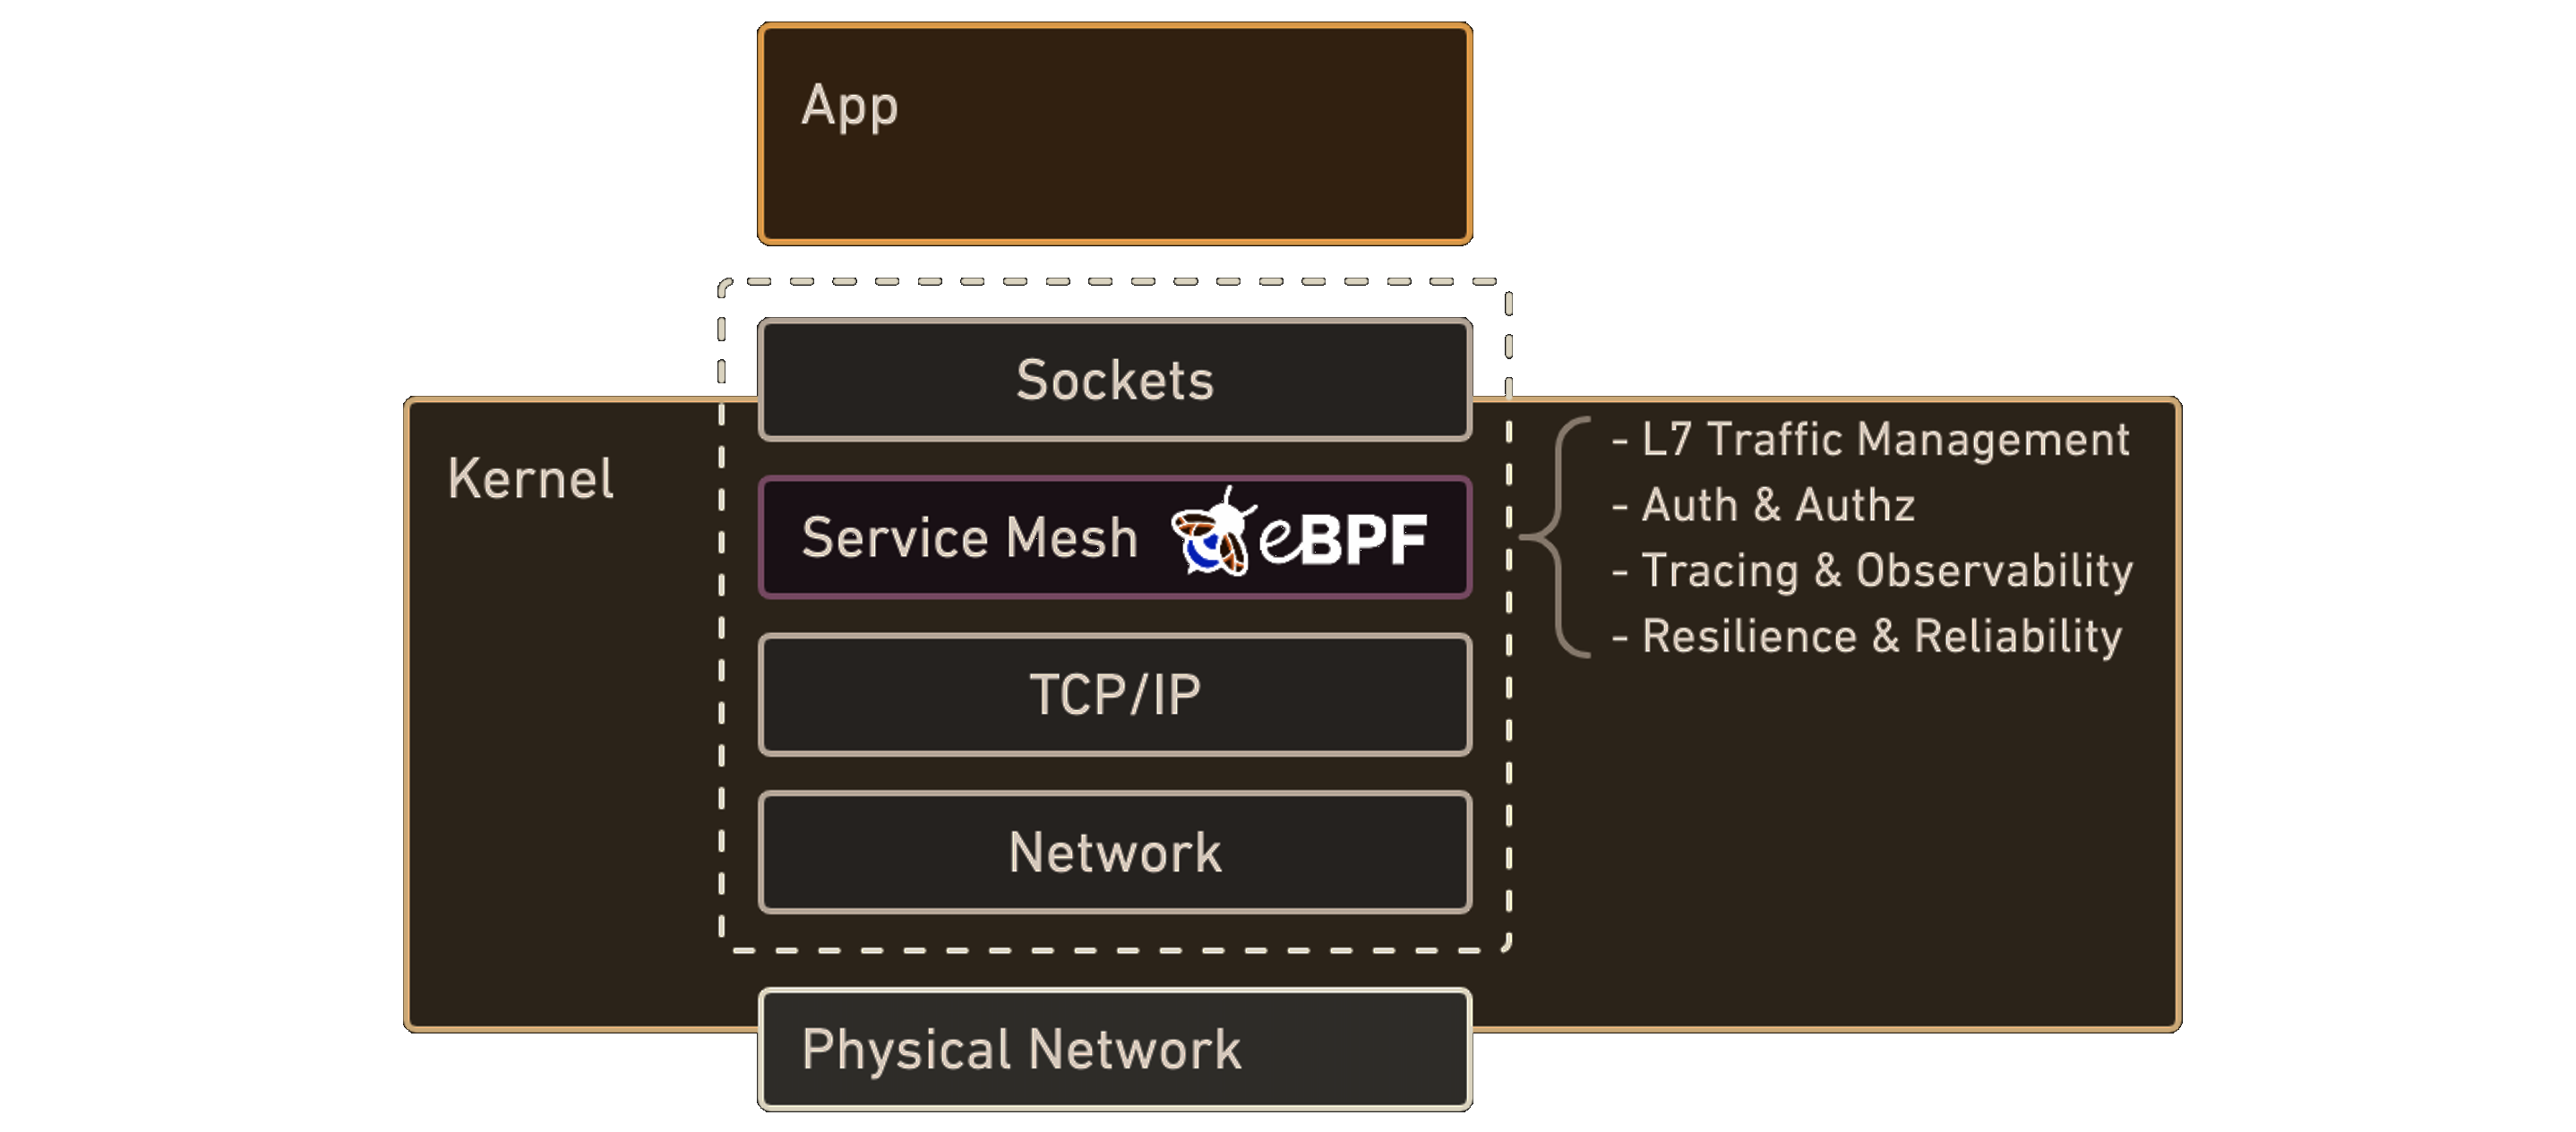 App
Sockets
Kernel
Service Mesh eBPF
TCP/IP
Network
Physical Network
- L7 Traffic Management
- Auth & Authz
- Tracing & Observability
- Resilience & Reliability